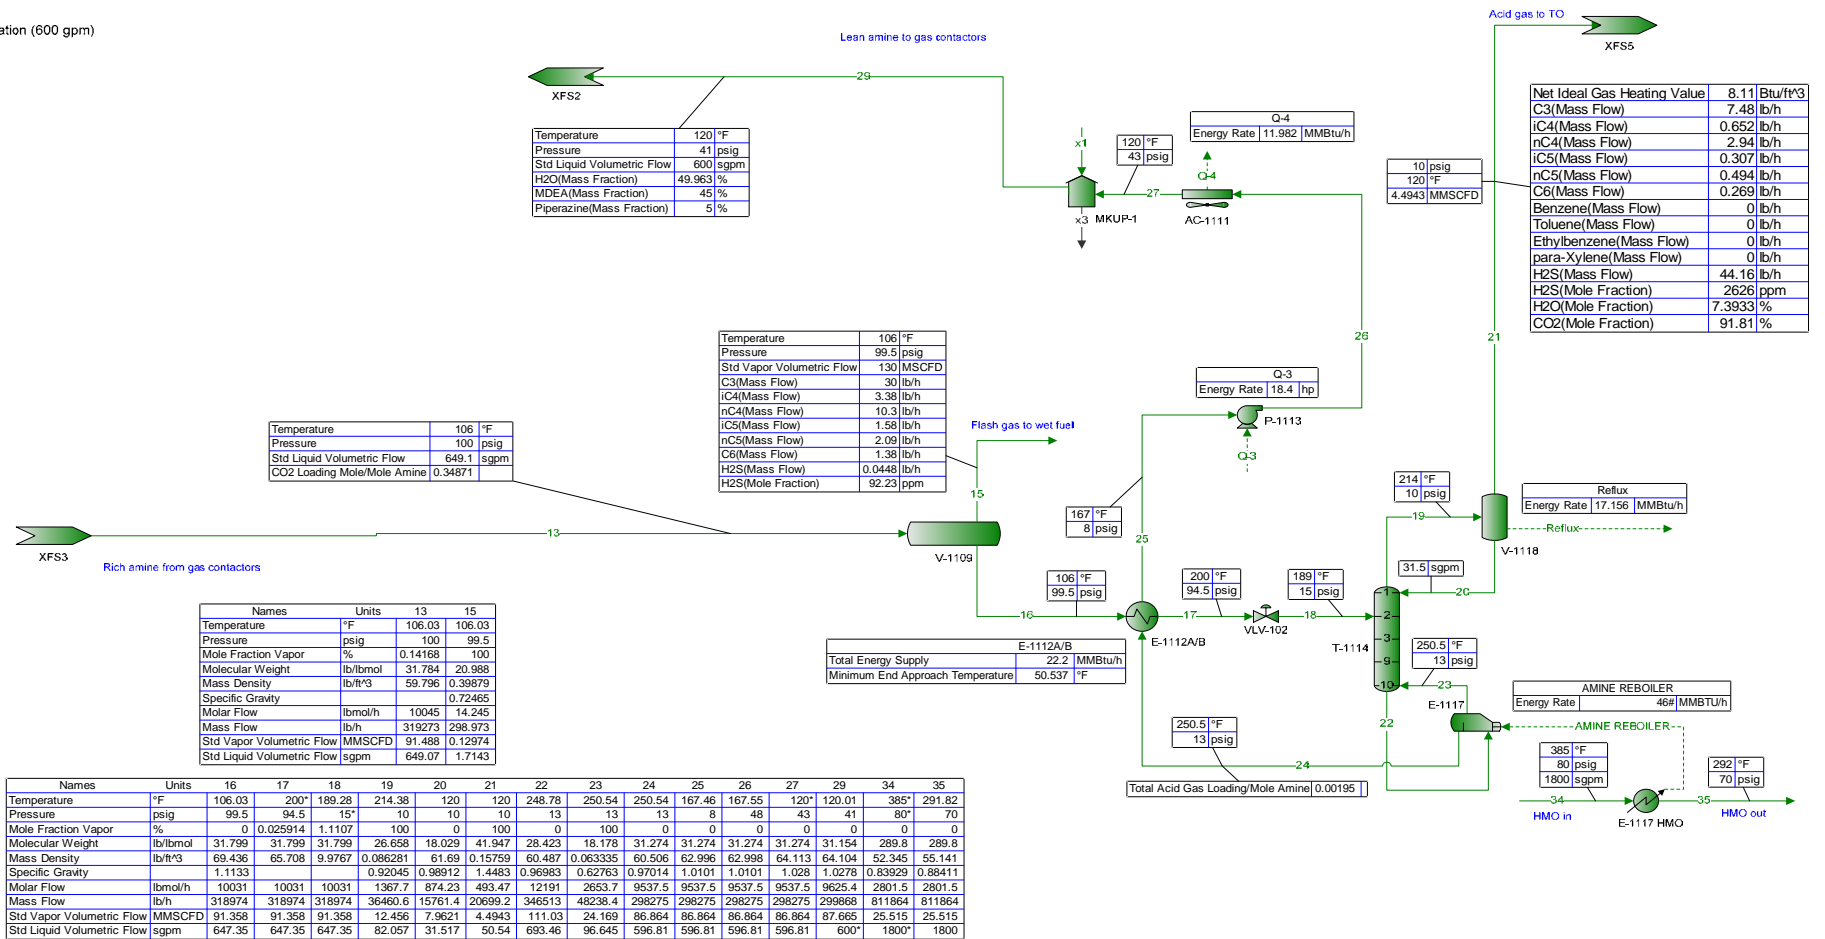 ation (600 gpm)
Acid gas to TO
XFS5
Lean amine to gas contactors
29
XFS2
Temperature 120 °F
Pressure 41 psig
Std Liquid Volumetric Flow 600 sgpm
H2O(Mass Fraction) 49.963 %
MDEA(Mass Fraction) 45 %
Piperazine(Mass Fraction) 5 %
x1
120 °F
43 psig
Q-4
Energy Rate 11.982 MMBtu/h
Q-4
27
x3
MKUP-1
AC-1111
10 psig
120 °F
4.4943 MMSCFD
Net Ideal Gas Heating Value 8.11 Btu/ft^3
C3(Mass Flow) 7.48 lb/h
iC4(Mass Flow) 0.652 lb/h
nC4(Mass Flow) 2.94 lb/h
iC5(Mass Flow) 0.307 lb/h
nC5(Mass Flow) 0.494 lb/h
C6(Mass Flow) 0.269 lb/h
Benzene(Mass Flow) 0 lb/h
Toluene(Mass Flow) 0 lb/h
Ethylbenzene(Mass Flow) 0 lb/h
para-Xylene(Mass Flow) 0 lb/h
H2S(Mass Flow) 44.16 lb/h
H2S(Mole Fraction) 2626 ppm
H2O(Mole Fraction) 7.3933 %
CO2(Mole Fraction) 91.81 %
26
21
Temperature 106 °F
Pressure 99.5 psig
Std Vapor Volumetric Flow 130 MSCFD
C3(Mass Flow) 30 lb/h
iC4(Mass Flow) 3.38 lb/h
nC4(Mass Flow) 10.3 lb/h
iC5(Mass Flow) 1.58 lb/h
nC5(Mass Flow) 2.09 lb/h
C6(Mass Flow) 1.38 lb/h
H2S(Mass Flow) 0.0448 lb/h
H2S(Mole Fraction) 92.23 ppm
Q-3
Energy Rate 18.4 hp
P-1113
Q-3
Flash gas to wet fuel
15
Temperature 106 °F
Pressure 100 psig
Std Liquid Volumetric Flow 649.1 sgpm
CO2 Loading Mole/Mole Amine 0.34871
214 °F
10 psig
19
Reflux
Energy Rate 17.156 MMBtu/h
Reflux
V-1118
167 °F
8 psig
25
XFS3
13
V-1109
Rich amine from gas contactors
106 °F
99.5 psig
16
E-1112A/B
200 °F
94.5 psig
17
VLV-102
189 °F
15 psig
18
31.5 sgpm
20
1
2
3
9
10
T-1114
250.5 °F
13 psig
23
E-1112A/B
Total Energy Supply 22.2 MMBtu/h
Minimum End Approach Temperature 50.537 °F
E-1117
22
AMINE REBOILER
Energy Rate 46# MMBTU/h
AMINE REBOILER
250.5 °F
13 psig
24
Total Acid Gas Loading/Mole Amine 0.00195
385 °F
80 psig
1800 sgpm
292 °F
70 psig
34
35
HMO in
E-1117 HMO
HMO out
Names Units 13 15
Temperature °F 106.03 106.03
Pressure psig 100 99.5
Mole Fraction Vapor % 0.14168 100
Molecular Weight lb/lbmol 31.784 20.988
Mass Density lb/ft^3 59.796 0.39879
Specific Gravity 0.72465
Molar Flow lbmol/h 10045 14.245
Mass Flow lb/h 319273 298.973
Std Vapor Volumetric Flow MMSCFD 91.488 0.12974
Std Liquid Volumetric Flow sgpm 649.07 1.7143
Names Units 16 17 18 19 20 21 22 23 24 25 26 27 29 34 35
Temperature °F 106.03 200* 189.28 214.38 120 120 248.78 250.54 250.54 167.46 167.55 120* 120.01 385* 291.82
Pressure psig 99.5 94.5 15* 10 10 10 13 13 13 8 48 43 41 80* 70
Mole Fraction Vapor % 0 0.025914 1.1107 100 0 100 0 100 0 0 0 0 0 0 0
Molecular Weight lb/lbmol 31.799 31.799 31.799 26.658 18.029 41.947 28.423 18.178 31.274 31.274 31.274 31.274 31.154 289.8 289.8
Mass Density lb/ft^3 69.436 65.708 9.9767 0.086281 61.69 0.15759 60.487 0.063335 60.506 62.996 62.998 64.113 64.104 52.345 55.141
Specific Gravity 1.1133 0.92045 0.98912 1.4483 0.96983 0.62763 0.97014 1.0101 1.0101 1.028 1.0278 0.83929 0.88411
Molar Flow lbmol/h 10031 10031 10031 1367.7 874.23 493.47 12191 2653.7 9537.5 9537.5 9537.5 9537.5 9625.4 2801.5 2801.5
Mass Flow lb/h 318974 318974 318974 36460.6 15761.4 20699.2 346513 48238.4 298275 298275 298275 298275 299868 811864 811864
Std Vapor Volumetric Flow MMSCFD 91.358 91.358 91.358 12.456 7.9621 4.4943 111.03 24.169 86.864 86.864 86.864 86.864 87.665 25.515 25.515
Std Liquid Volumetric Flow sgpm 647.35 647.35 647.35 82.057 31.517 50.54 693.46 96.645 596.81 596.81 596.81 596.81 600* 1800* 1800